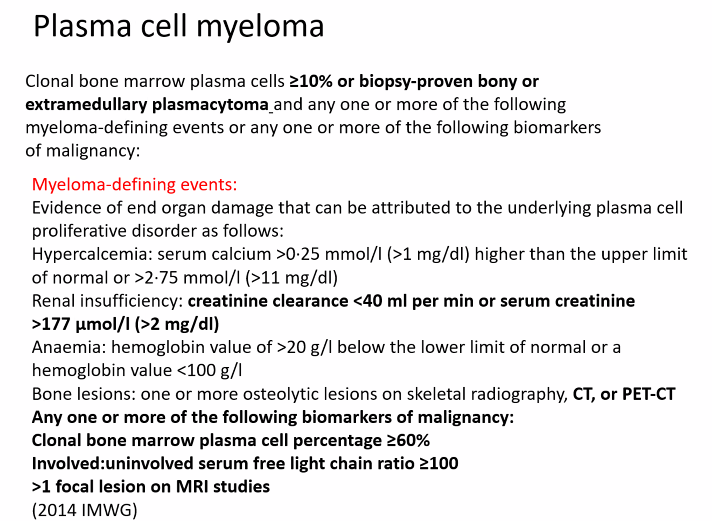 Plasma cell myeloma
Clonal bone marrow plasma cells ≥10% or biopsy-proven bony or
extramedullary plasmacytoma and any one or more of the following
myeloma-defining events or any one or more of the following biomarkers
of malignancy:
Myeloma-defining events:
Evidence of end organ damage that can be attributed to the underlying plasma cell
proliferative disorder as follows:
Hypercalcemia: serum calcium >0·25 mmol/l (>1 mg/dl) higher than the upper limit
of normal or >2·75 mmol/l (>11 mg/dl)
Renal insufficiency: creatinine clearance <40 ml per min or serum creatinine
>177 μmol/l (>2 mg/dl)
Anaemia: hemoglobin value of >20 g/l below the lower limit of normal or a
hemoglobin value <100 g/l
Bone lesions: one or more osteolytic lesions on skeletal radiography, CT, or PET-CT
Any one or more of the following biomarkers of malignancy:
Clonal bone marrow plasma cell percentage ≥60%
Involved:uninvolved serum free light chain ratio ≥100
>1 focal lesion on MRI studies
(2014 IMWG)